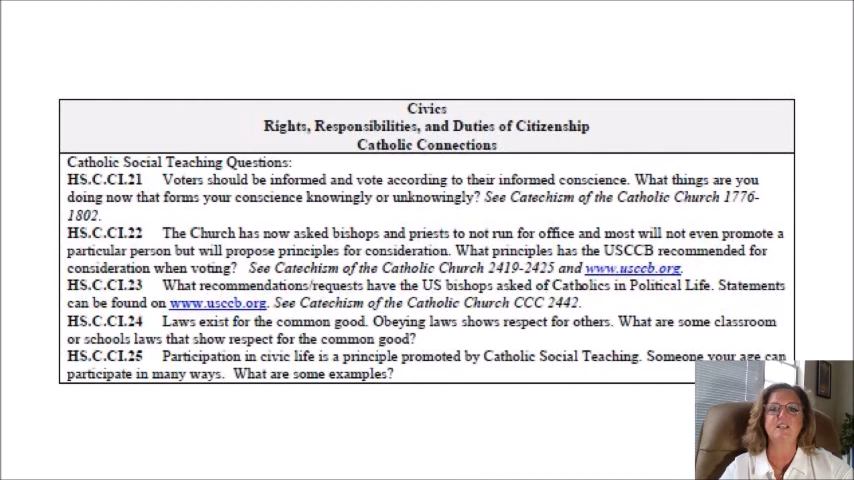 Civics
Rights, Responsibilities, and Duties of Citizenship
Catholic Connections
Catholic Social Teaching Questions:
HS.C.CI.21 Voters should be informed and vote according to their informed conscience. What things are you
doing now that forms your conscience knowingly or unknowingly? See Catechism of the Catholic Church 1776-
1802.
HS.C.CI.22 The Church has now asked bishops and priests to not run for office and most will not even promote a
particular person but will propose principles for consideration. What principles has the USCCB recommended for
consideration when voting? See Catechism of the Catholic Church 2419-2425 and www.usccb.org.
HS.C.CI.23 What recommendations/requests have the US bishops asked of Catholics in Political Life. Statements
can be found on www.usccb.org. See Catechism of the Catholic Church CCC 2442.
HS.C.CI.24 Laws exist for the common good. Obeying laws shows respect for others. What are some classroom
or schools laws that show respect for the common good?
HS.C.CI.25 Participation in civic life is a principle promoted by Catholic Social Teaching. Someone your age can
participate in many ways. What are some examples?